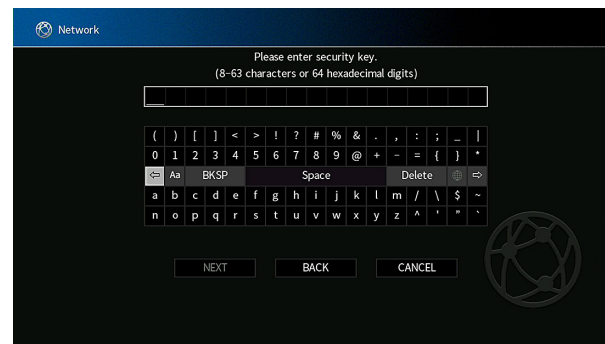 Network
Please enter security key.
(8-63 characters or 64 hexadecimal digits)
( ) [ ] < > ! ? # % & . , : ; _ |
0 1 2 3 4 5 6 7 8 9 @ + - = { } *
⇦ Aa BKSP Space Delete ⇨
a b c d e f g h i j k l m / \ $ ~
n o p q r s t u v w x y z ^ ' " `
NEXT BACK CANCEL